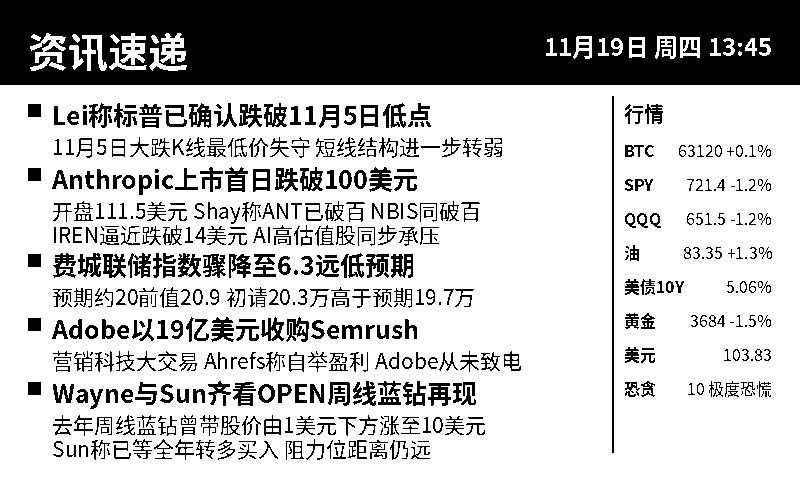 资讯速递
11月19日 周四 13:45
Lei称标普已确认跌破11月5日低点
11月5日大跌K线最低价失守 短线结构进一步转弱
Anthropic上市首日跌破100美元
开盘111.5美元 Shay称ANT已破百 NBIS同破百
IREN逼近跌破14美元 AI高估值股同步承压
费城联储指数骤降至6.3远低预期
预期约20前值20.9 初请20.3万高于预期19.7万
Adobe以19亿美元收购Semrush
营销科技大交易 Ahrefs称自举盈利 Adobe从未致电
Wayne与Sun齐看OPEN周线蓝钻再现
去年周线蓝钻曾带股价由1美元下方涨至10美元
Sun称已等全年转多买入 阻力位距离仍远
行情
BTC 63120 +0.1%
SPY 721.4 -1.2%
QQQ 651.5 -1.2%
油 83.35 +1.3%
美债10Y 5.06%
黄金 3684 -1.5%
美元 103.83
恐贪 10 极度恐慌